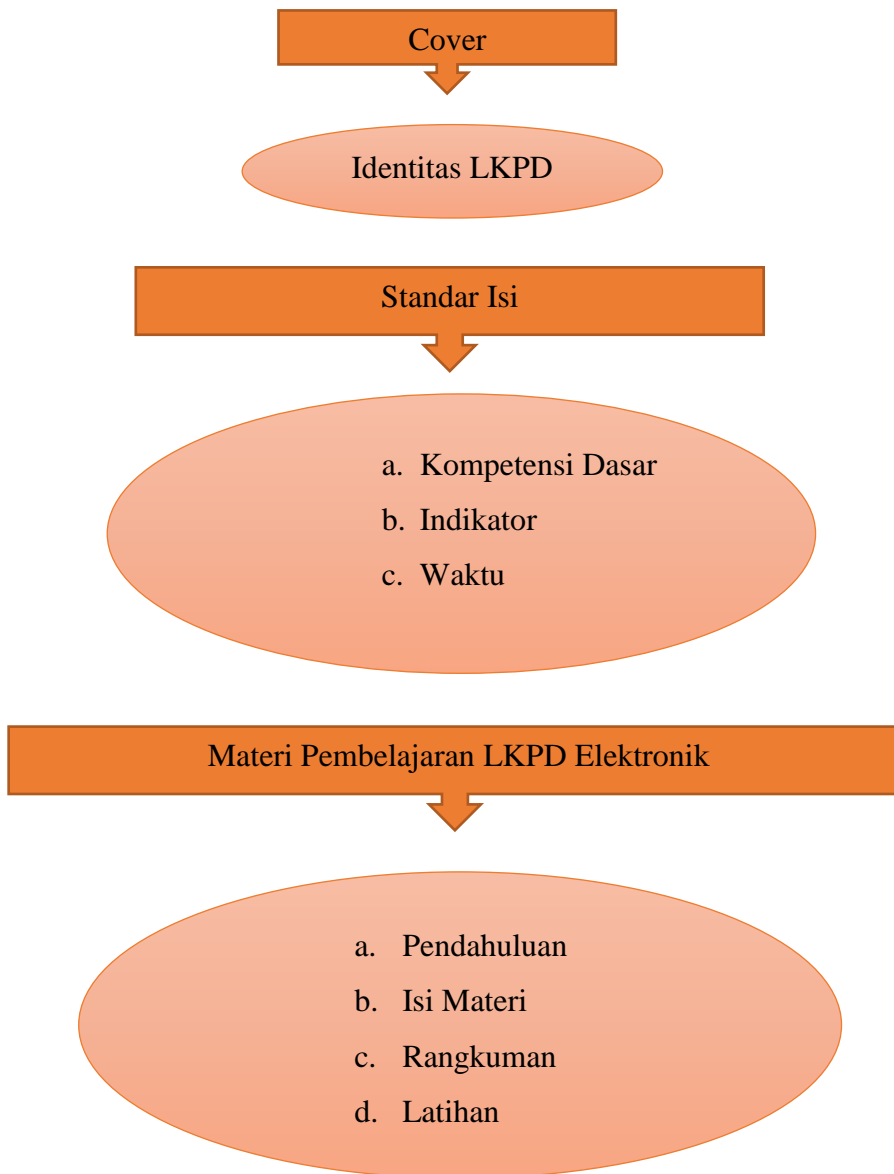 Cover
Identitas LKPD
Standar Isi
a. Kompetensi Dasar
b. Indikator
c. Waktu
Materi Pembelajaran LKPD Elektronik
a. Pendahuluan
b. Isi Materi
c. Rangkuman
d. Latihan